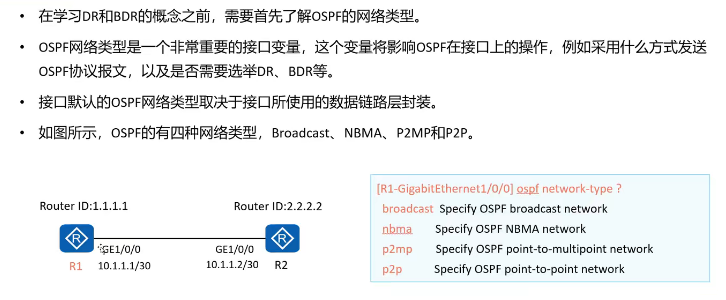 • 在学习DR和BDR的概念之前，需要首先了解OSPF的网络类型。
• OSPF网络类型是一个非常重要的接口变量，这个变量将影响OSPF在接口上的操作，例如采用什么方式发送
OSPF协议报文，以及是否需要选举DR、BDR等。
• 接口默认的OSPF网络类型取决于接口所使用的数据链路层封装。
• 如图所示，OSPF的有四种网络类型，Broadcast、NBMA、P2MP和P2P。
Router ID:1.1.1.1 Router ID:2.2.2.2
R R
GE1/0/0 GE1/0/0
R1 10.1.1.1/30 10.1.1.2/30 R2
[R1-GigabitEthernet1/0/0] ospf network-type ?
broadcast Specify OSPF broadcast network
nbma Specify OSPF NBMA network
p2mp Specify OSPF point-to-multipoint network
p2p Specify OSPF point-to-point network